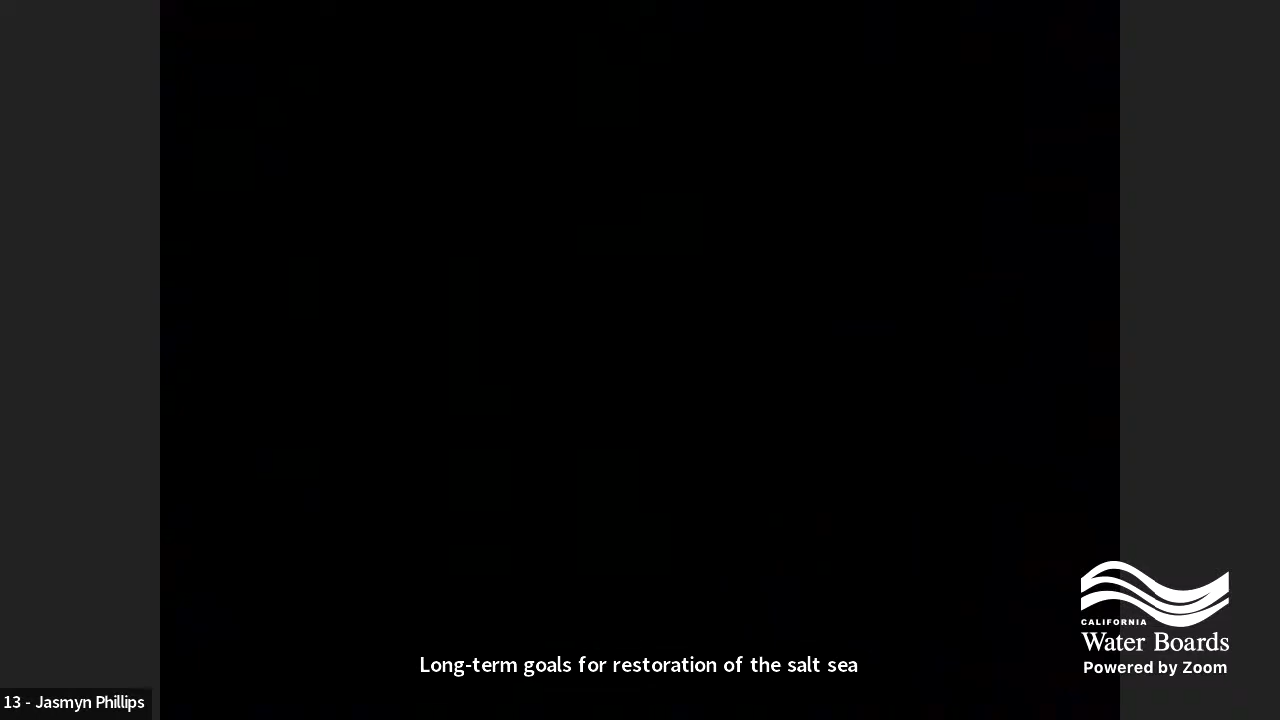 CALIFORNIA
Water Boards
Long-term goals for restoration of the salt sea
Powered by Zoom
13 - Jasmyn Phillips